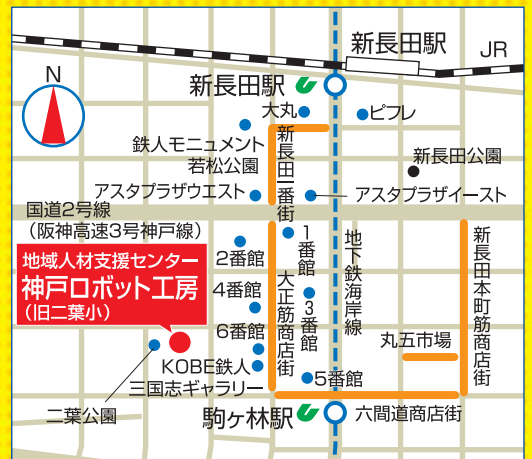 新長田駅
JR
N
新長田駅
大丸
ピフレ
鉄人モニュメント
若松公園
新長田一番街
新長田公園
アスタプラザウエスト
アスタプラザイースト
国道2号線
（阪神高速3号神戸線）
1番館
2番館
地域人材支援センター
神戸ロボット工房
（旧二葉小）
4番館
3番館
大正筋商店街
地下鉄海岸線
新長田本町筋商店街
丸五市場
6番館
KOBE鉄人
三国志ギャラリー
5番館
二葉公園
駒ヶ林駅
六間道商店街